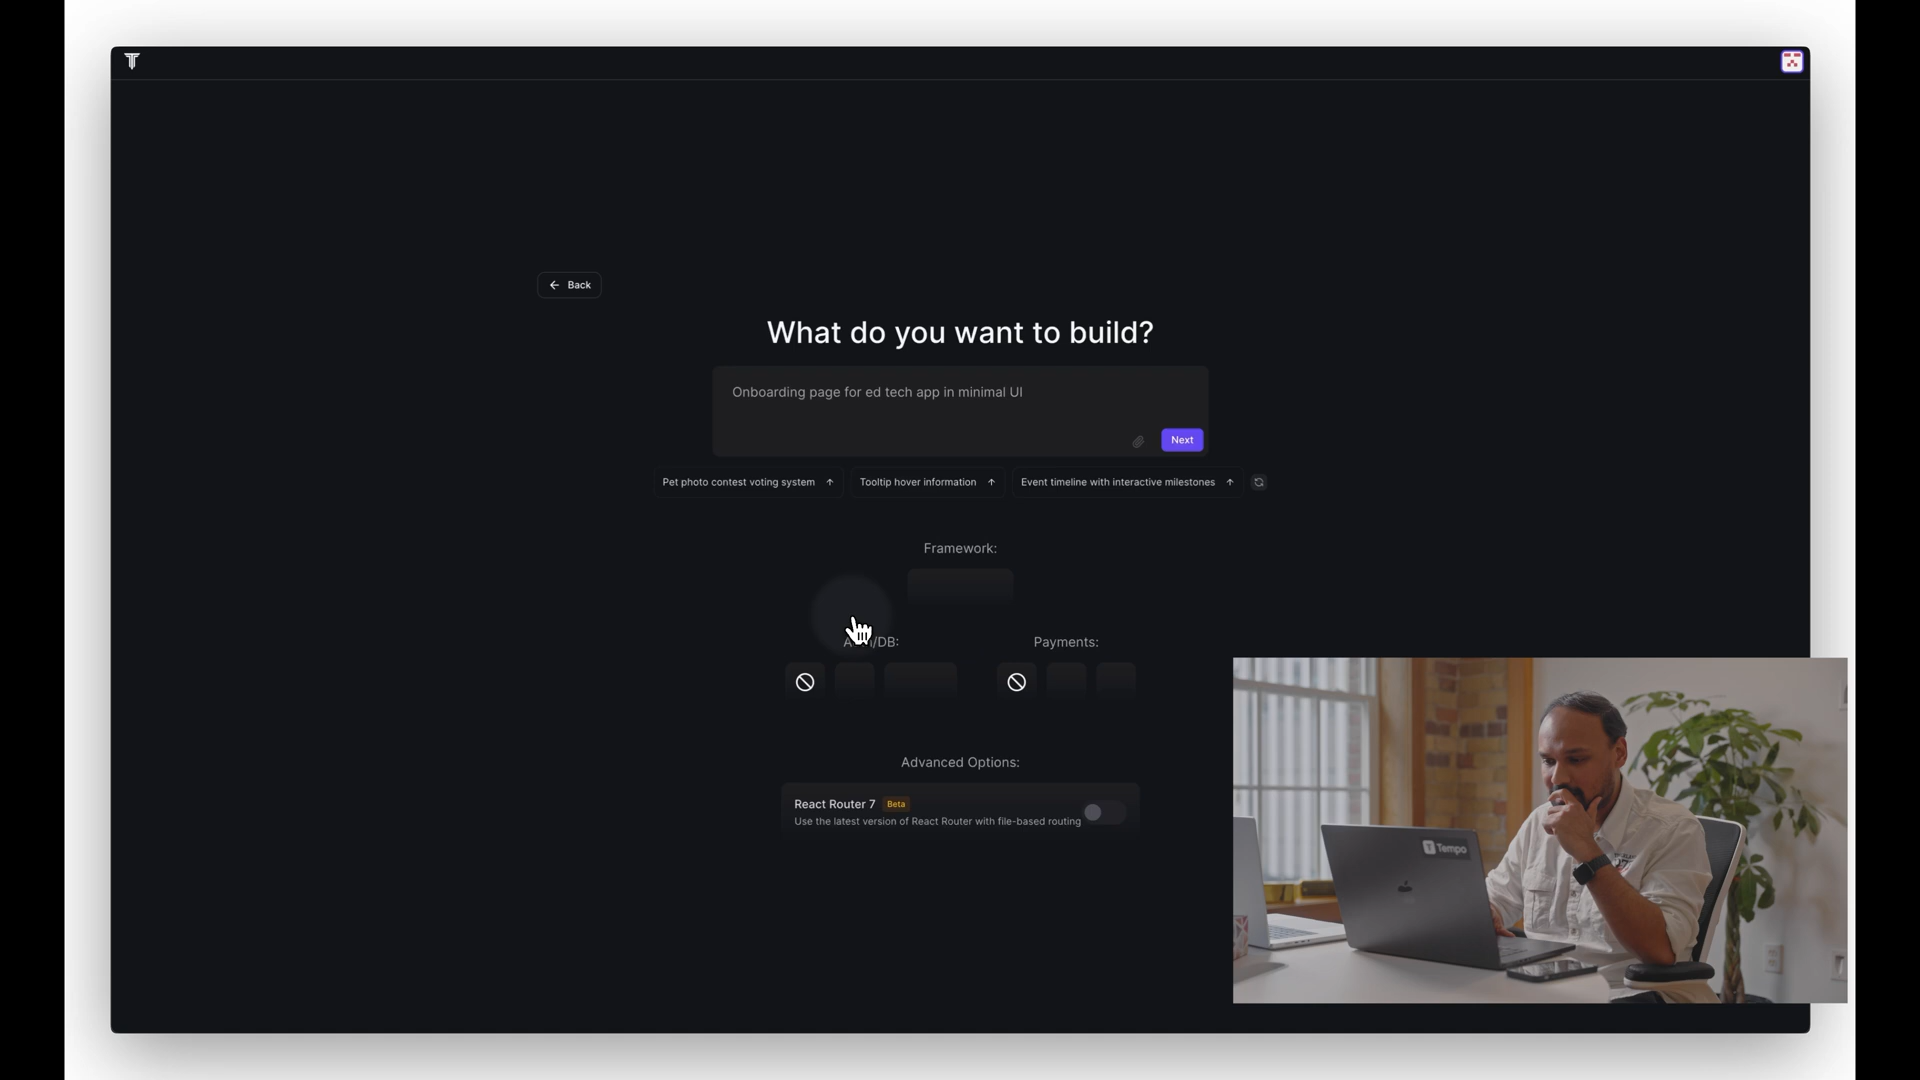 Back
What do you want to build?
Onboarding page for ed tech app in minimal UI
Next
Pet photo contest voting system
Tooltip hover information
Event timeline with interactive milestones
Framework:
/DB:
Payments:
Advanced Options:
React Router 7 Beta
Use the latest version of React Router with file-based routing
Tempo